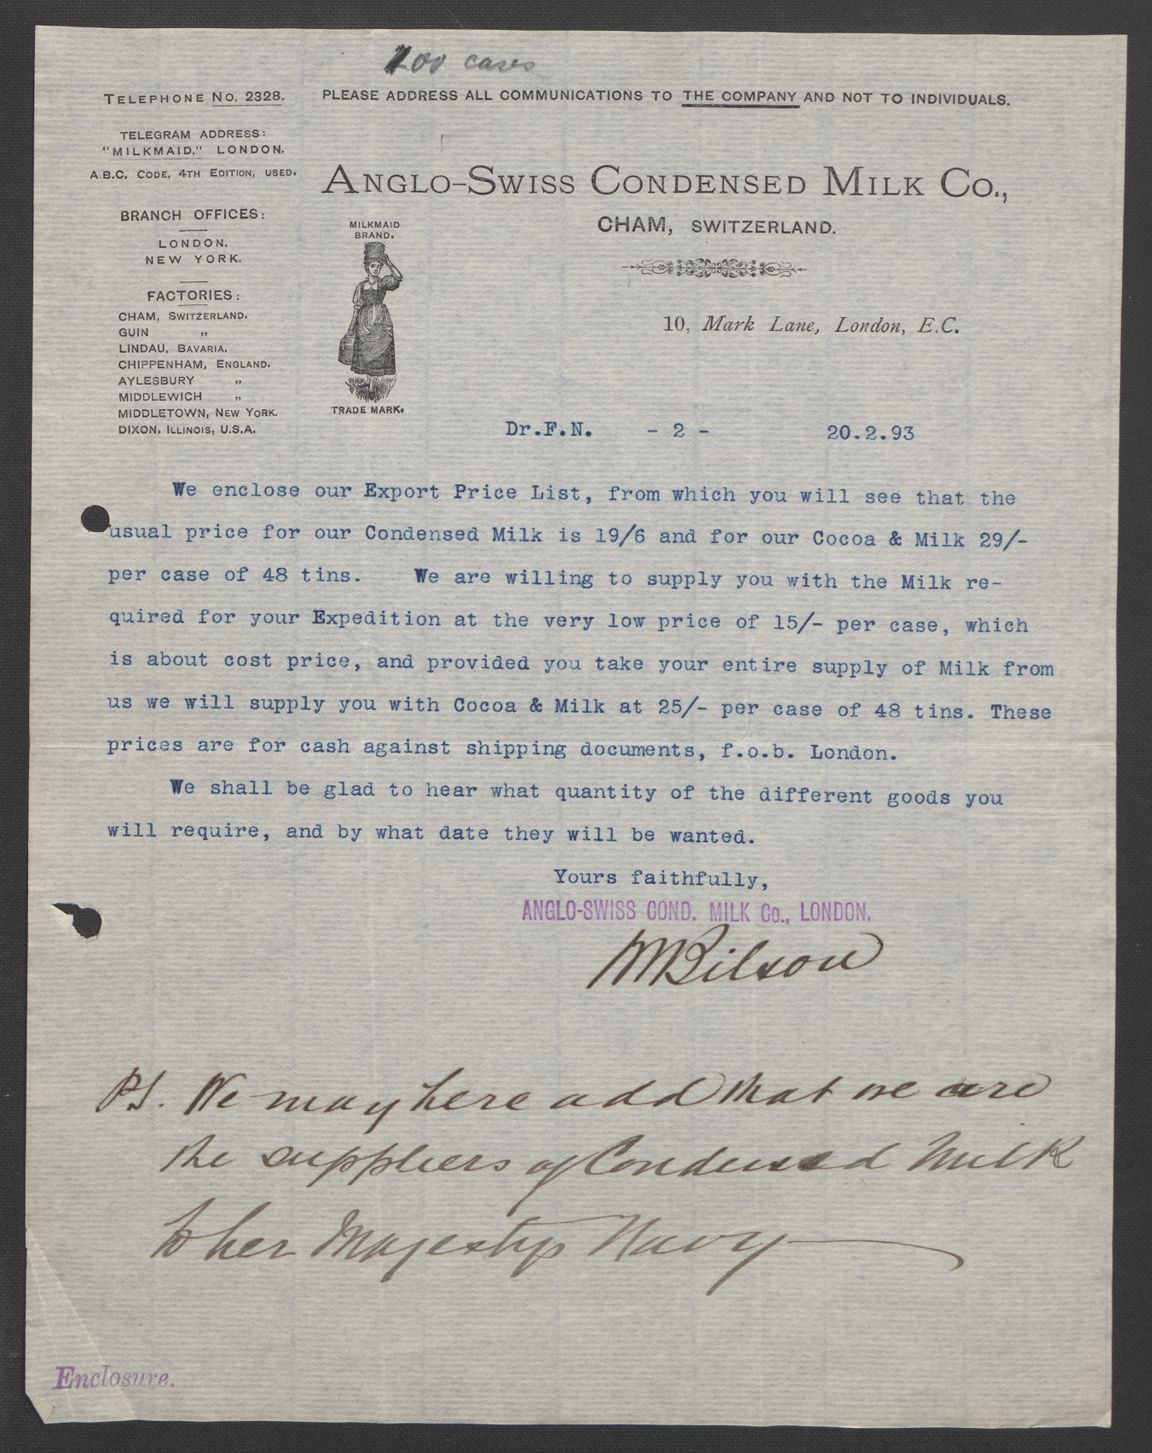 200 cases
TELEPHONE NO. 2328.
PLEASE ADDRESS ALL COMMUNICATIONS TO THE COMPANY AND NOT TO INDIVIDUALS.
TELEGRAM ADDRESS:
"MILKMAID," LONDON.
A.B.C. CODE, 4TH EDITION, USED.
ANGLO-SWISS CONDENSED MILK CO.,
CHAM, SWITZERLAND.
BRANCH OFFICES:
LONDON.
NEW YORK.
FACTORIES:
CHAM, SWITZERLAND.
GUIN „
LINDAU, BAVARIA.
CHIPPENHAM, ENGLAND.
AYLESBURY „
MIDDLEWICH „
MIDDLETOWN, NEW YORK.
DIXON, ILLINOIS, U.S.A.
MILKMAID
BRAND.
TRADE MARK.
10, Mark Lane, London, E.C.
Dr.F.N. - 2 - 20.2.93
We enclose our Export Price List, from which you will see that the
usual price for our Condensed Milk is 19/6 and for our Cocoa & Milk 29/-
per case of 48 tins. We are willing to supply you with the Milk re-
quired for your Expedition at the very low price of 15/- per case, which
is about cost price, and provided you take your entire supply of Milk from
us we will supply you with Cocoa & Milk at 25/- per case of 48 tins. These
prices are for cash against shipping documents, f.o.b. London.
We shall be glad to hear what quantity of the different goods you
will require, and by what date they will be wanted.
Yours faithfully,
ANGLO-SWISS COND. MILK Co., LONDON.
WBilson
PS. We may here add that we are
the suppliers of Condensed Milk
to her Majestys Navy
Enclosure.